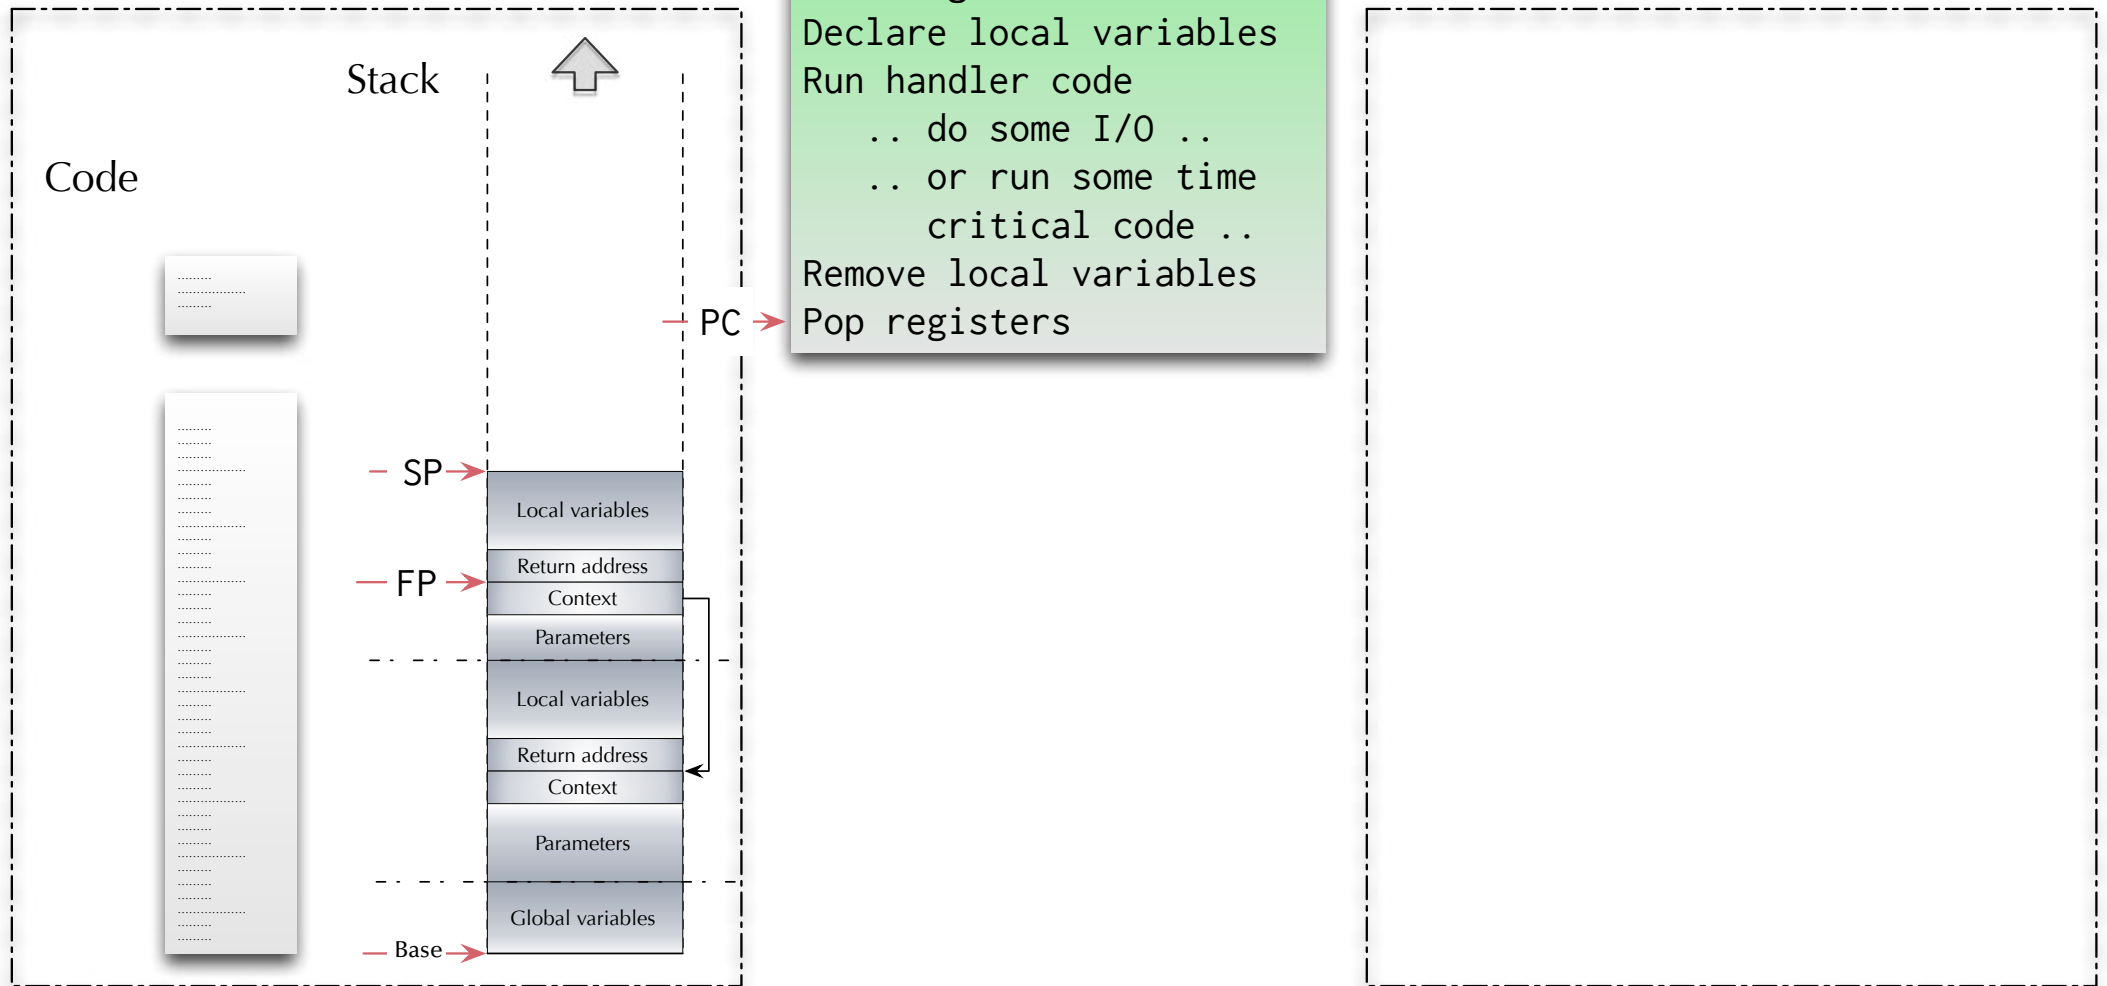 Stack
Code
Declare local variables
Run handler code
.. do some I/O ..
.. or run some time
critical code ..
Remove local variables
PC
Pop registers
SP
Local variables
Return address
FP
Context
Parameters
Local variables
Return address
Context
Parameters
Global variables
Base